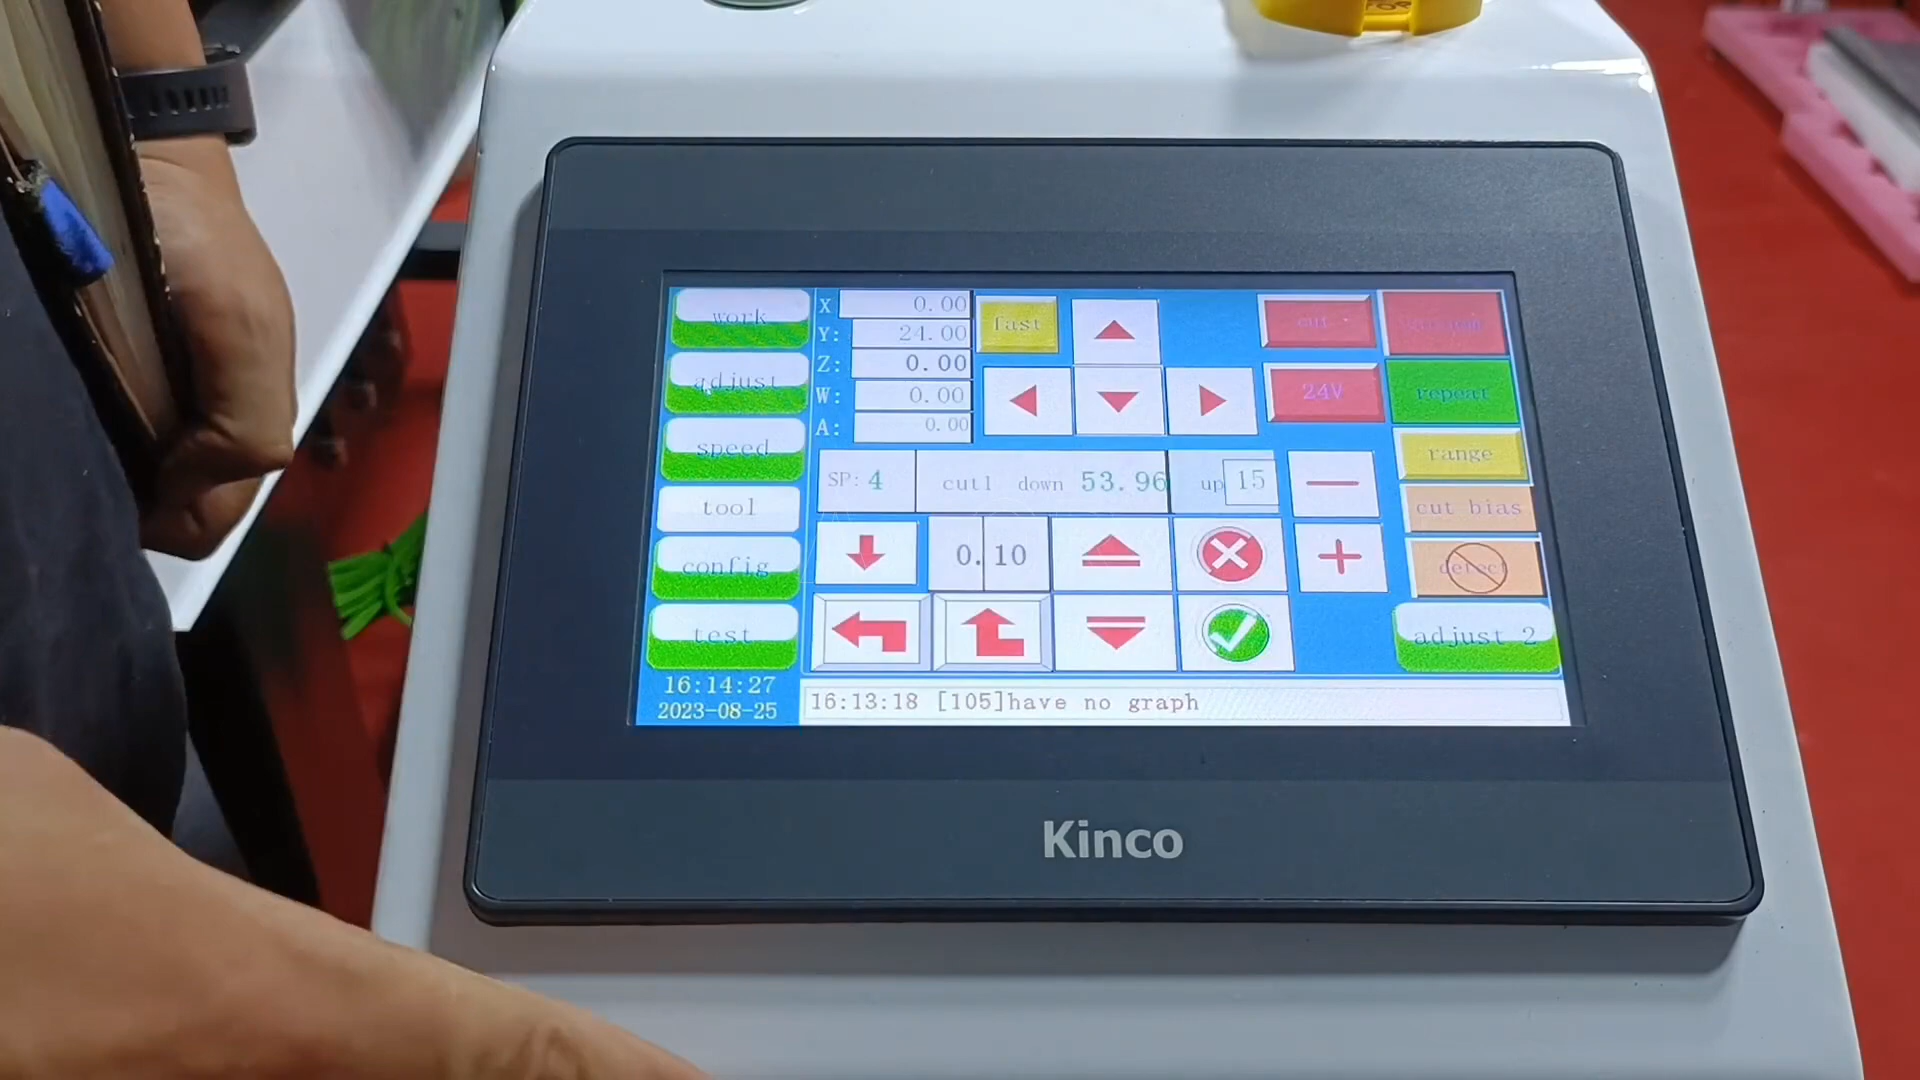 work
X 0.00
fast
cut
adjust
Y: 24.00
Z: 0.00
W: 0.00
A: 0.00
24V
repeat
speed
SP: 4 cut1 down 53.96 up 15
range
tool
cut bias
config
0.10
detect
test
adjust 2
16:14:27
2023-08-25
16:13:18 [105]have no graph
Kinco